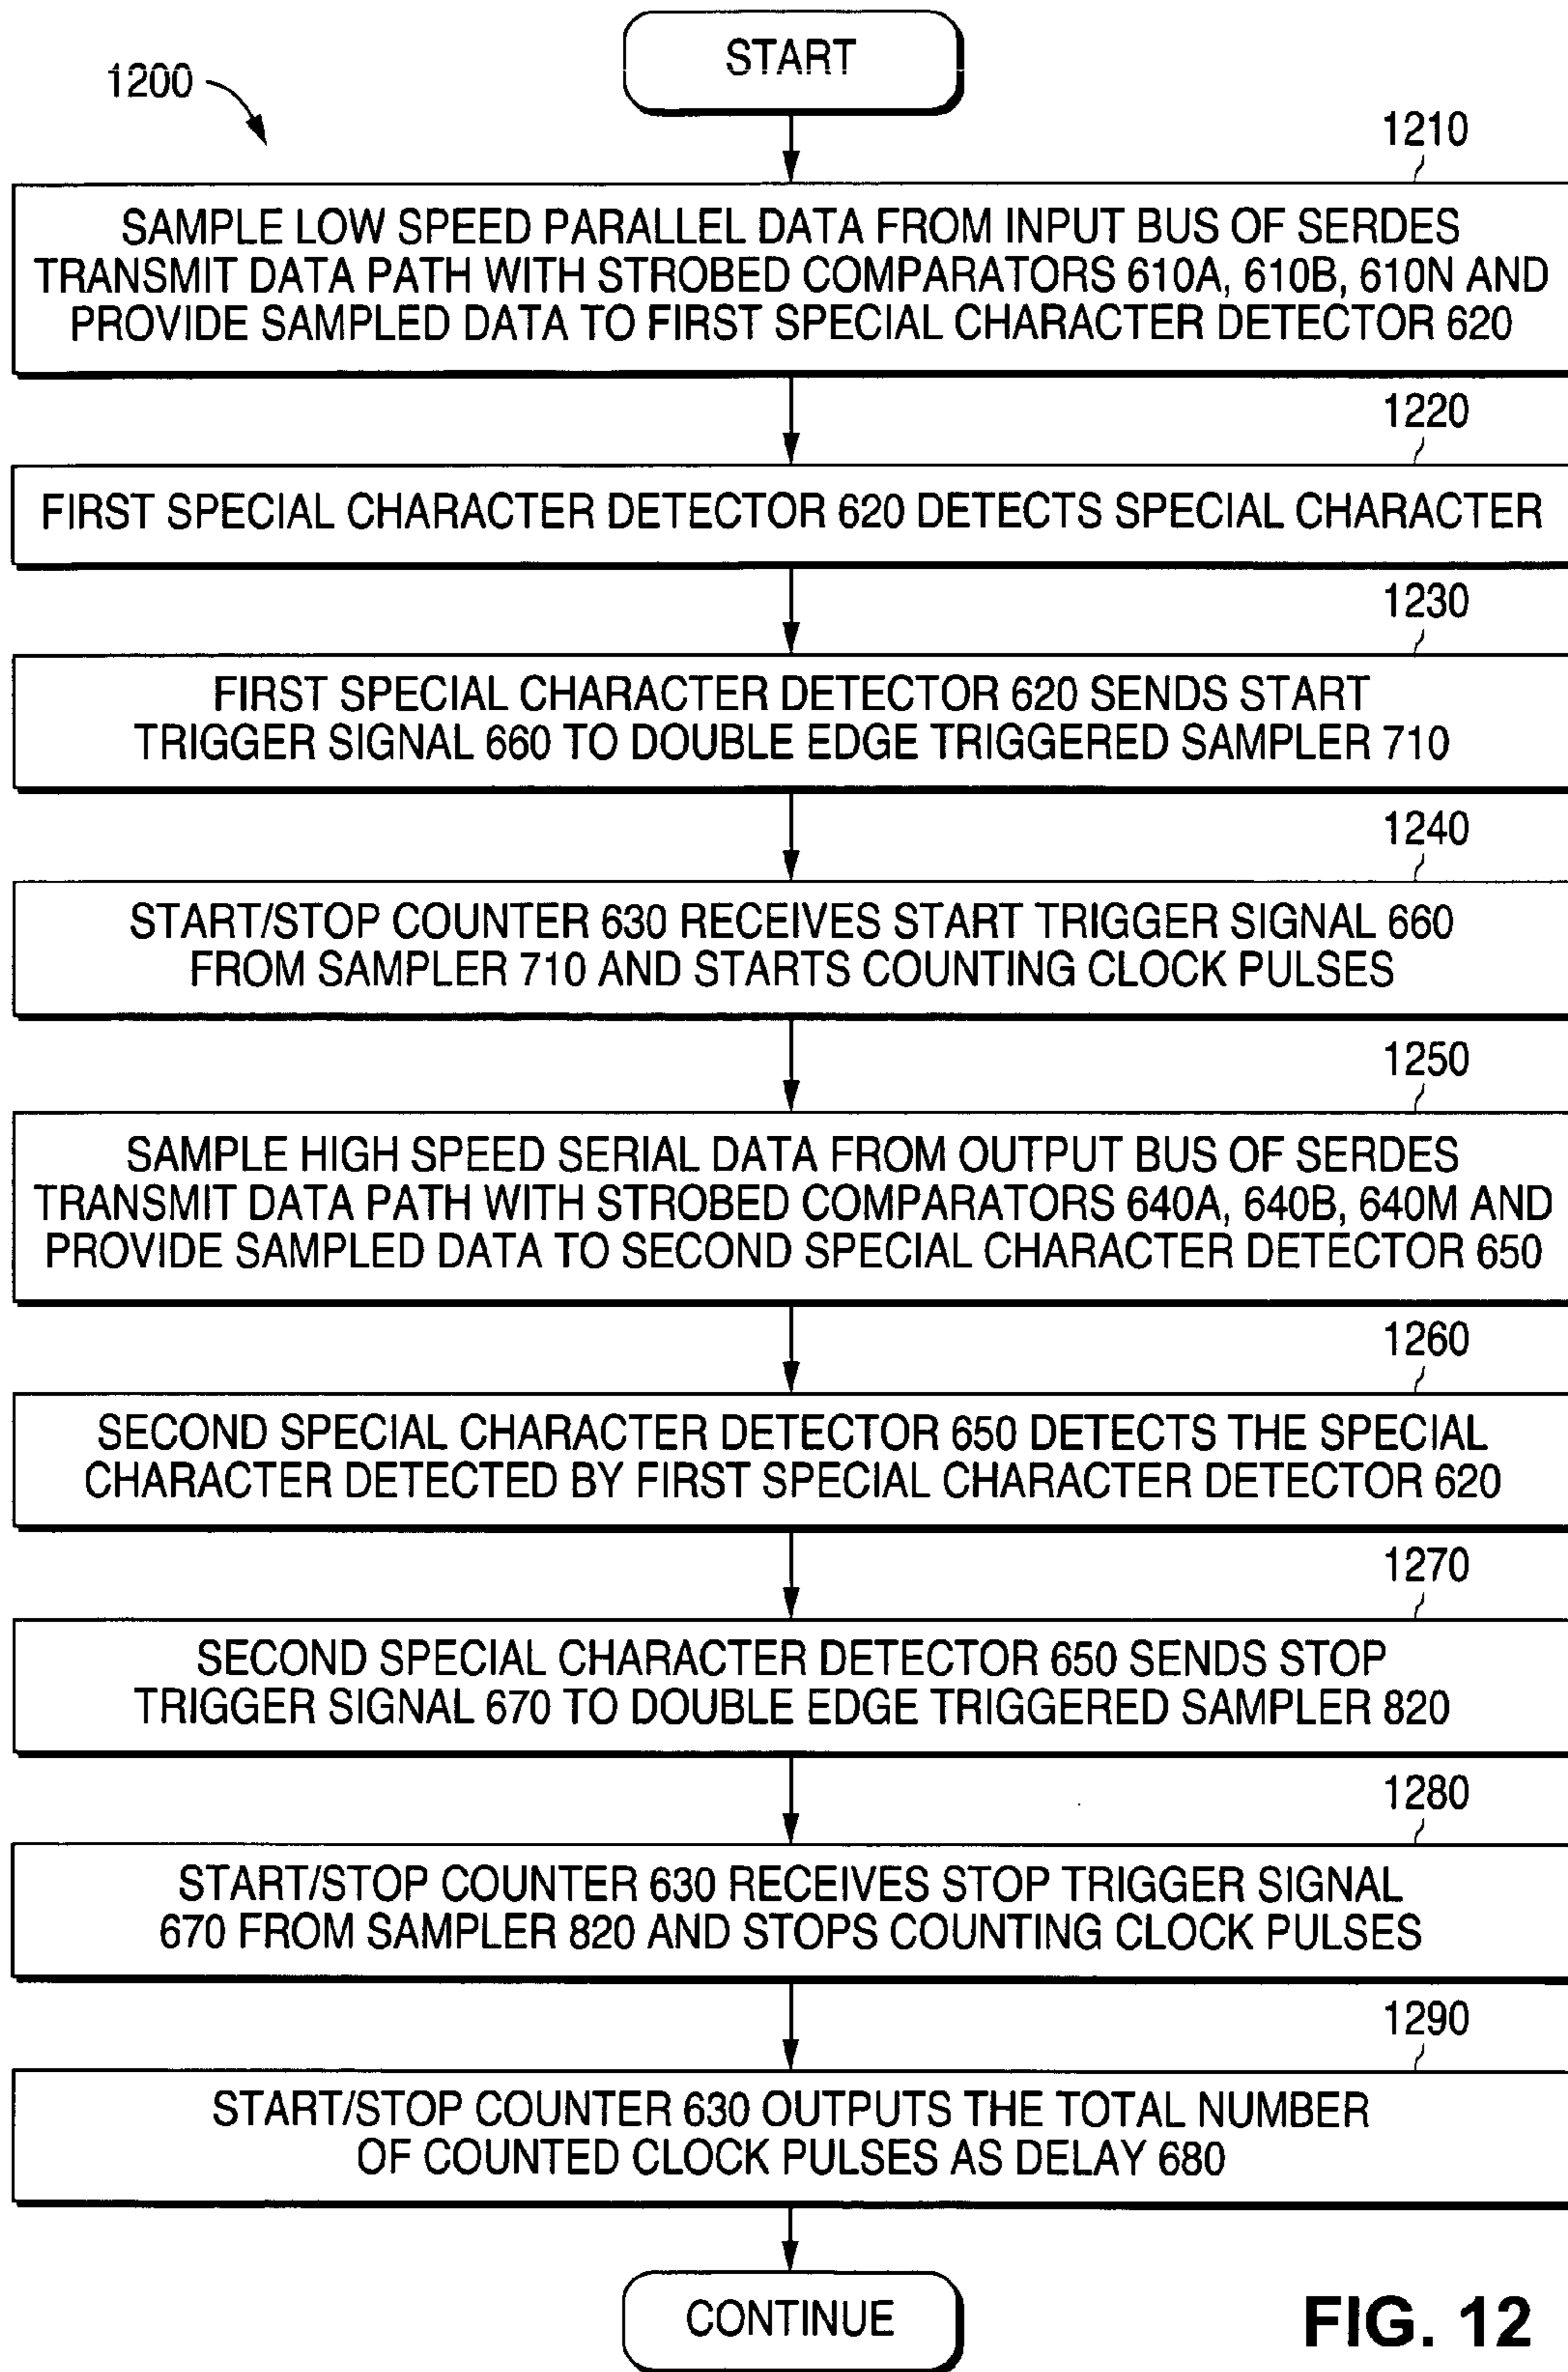 START
1200
1210
SAMPLE LOW SPEED PARALLEL DATA FROM INPUT BUS OF SERDES
TRANSMIT DATA PATH WITH STROBED COMPARATORS 610A, 610B, 610N AND
PROVIDE SAMPLED DATA TO FIRST SPECIAL CHARACTER DETECTOR 620
1220
FIRST SPECIAL CHARACTER DETECTOR 620 DETECTS SPECIAL CHARACTER
1230
FIRST SPECIAL CHARACTER DETECTOR 620 SENDS START
TRIGGER SIGNAL 660 TO DOUBLE EDGE TRIGGERED SAMPLER 710
1240
START/STOP COUNTER 630 RECEIVES START TRIGGER SIGNAL 660
FROM SAMPLER 710 AND STARTS COUNTING CLOCK PULSES
1250
SAMPLE HIGH SPEED SERIAL DATA FROM OUTPUT BUS OF SERDES
TRANSMIT DATA PATH WITH STROBED COMPARATORS 640A, 640B, 640M AND
PROVIDE SAMPLED DATA TO SECOND SPECIAL CHARACTER DETECTOR 650
1260
SECOND SPECIAL CHARACTER DETECTOR 650 DETECTS THE SPECIAL
CHARACTER DETECTED BY FIRST SPECIAL CHARACTER DETECTOR 620
1270
SECOND SPECIAL CHARACTER DETECTOR 650 SENDS STOP
TRIGGER SIGNAL 670 TO DOUBLE EDGE TRIGGERED SAMPLER 820
1280
START/STOP COUNTER 630 RECEIVES STOP TRIGGER SIGNAL
670 FROM SAMPLER 820 AND STOPS COUNTING CLOCK PULSES
1290
START/STOP COUNTER 630 OUTPUTS THE TOTAL NUMBER
OF COUNTED CLOCK PULSES AS DELAY 680
CONTINUE
FIG. 12